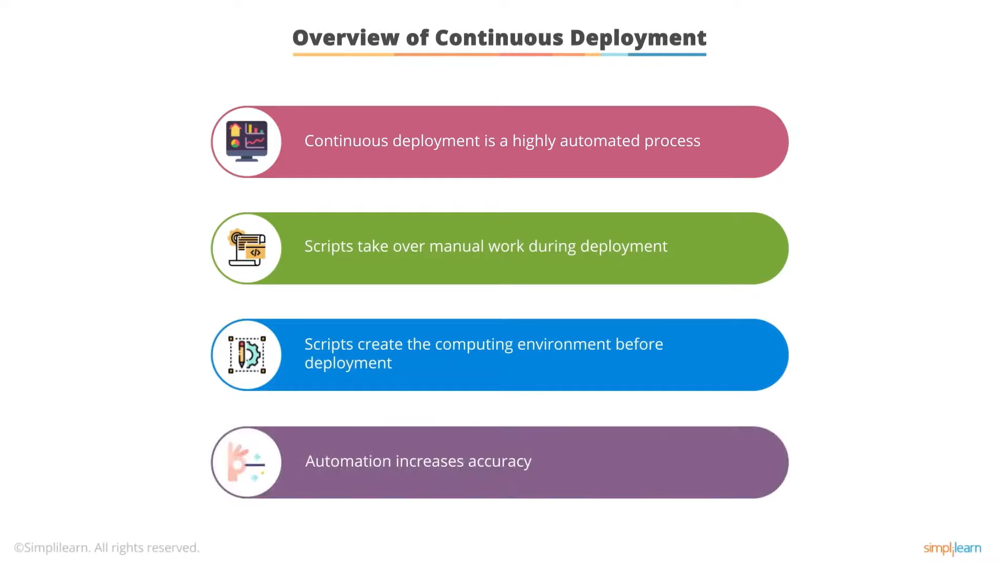 Overview of Continuous Deployment
Continuous deployment is a highly automated process
Scripts take over manual work during deployment
</>
Scripts create the computing environment before
deployment
Automation increases accuracy
©Simplilearn. All rights reserved.
simplilearn